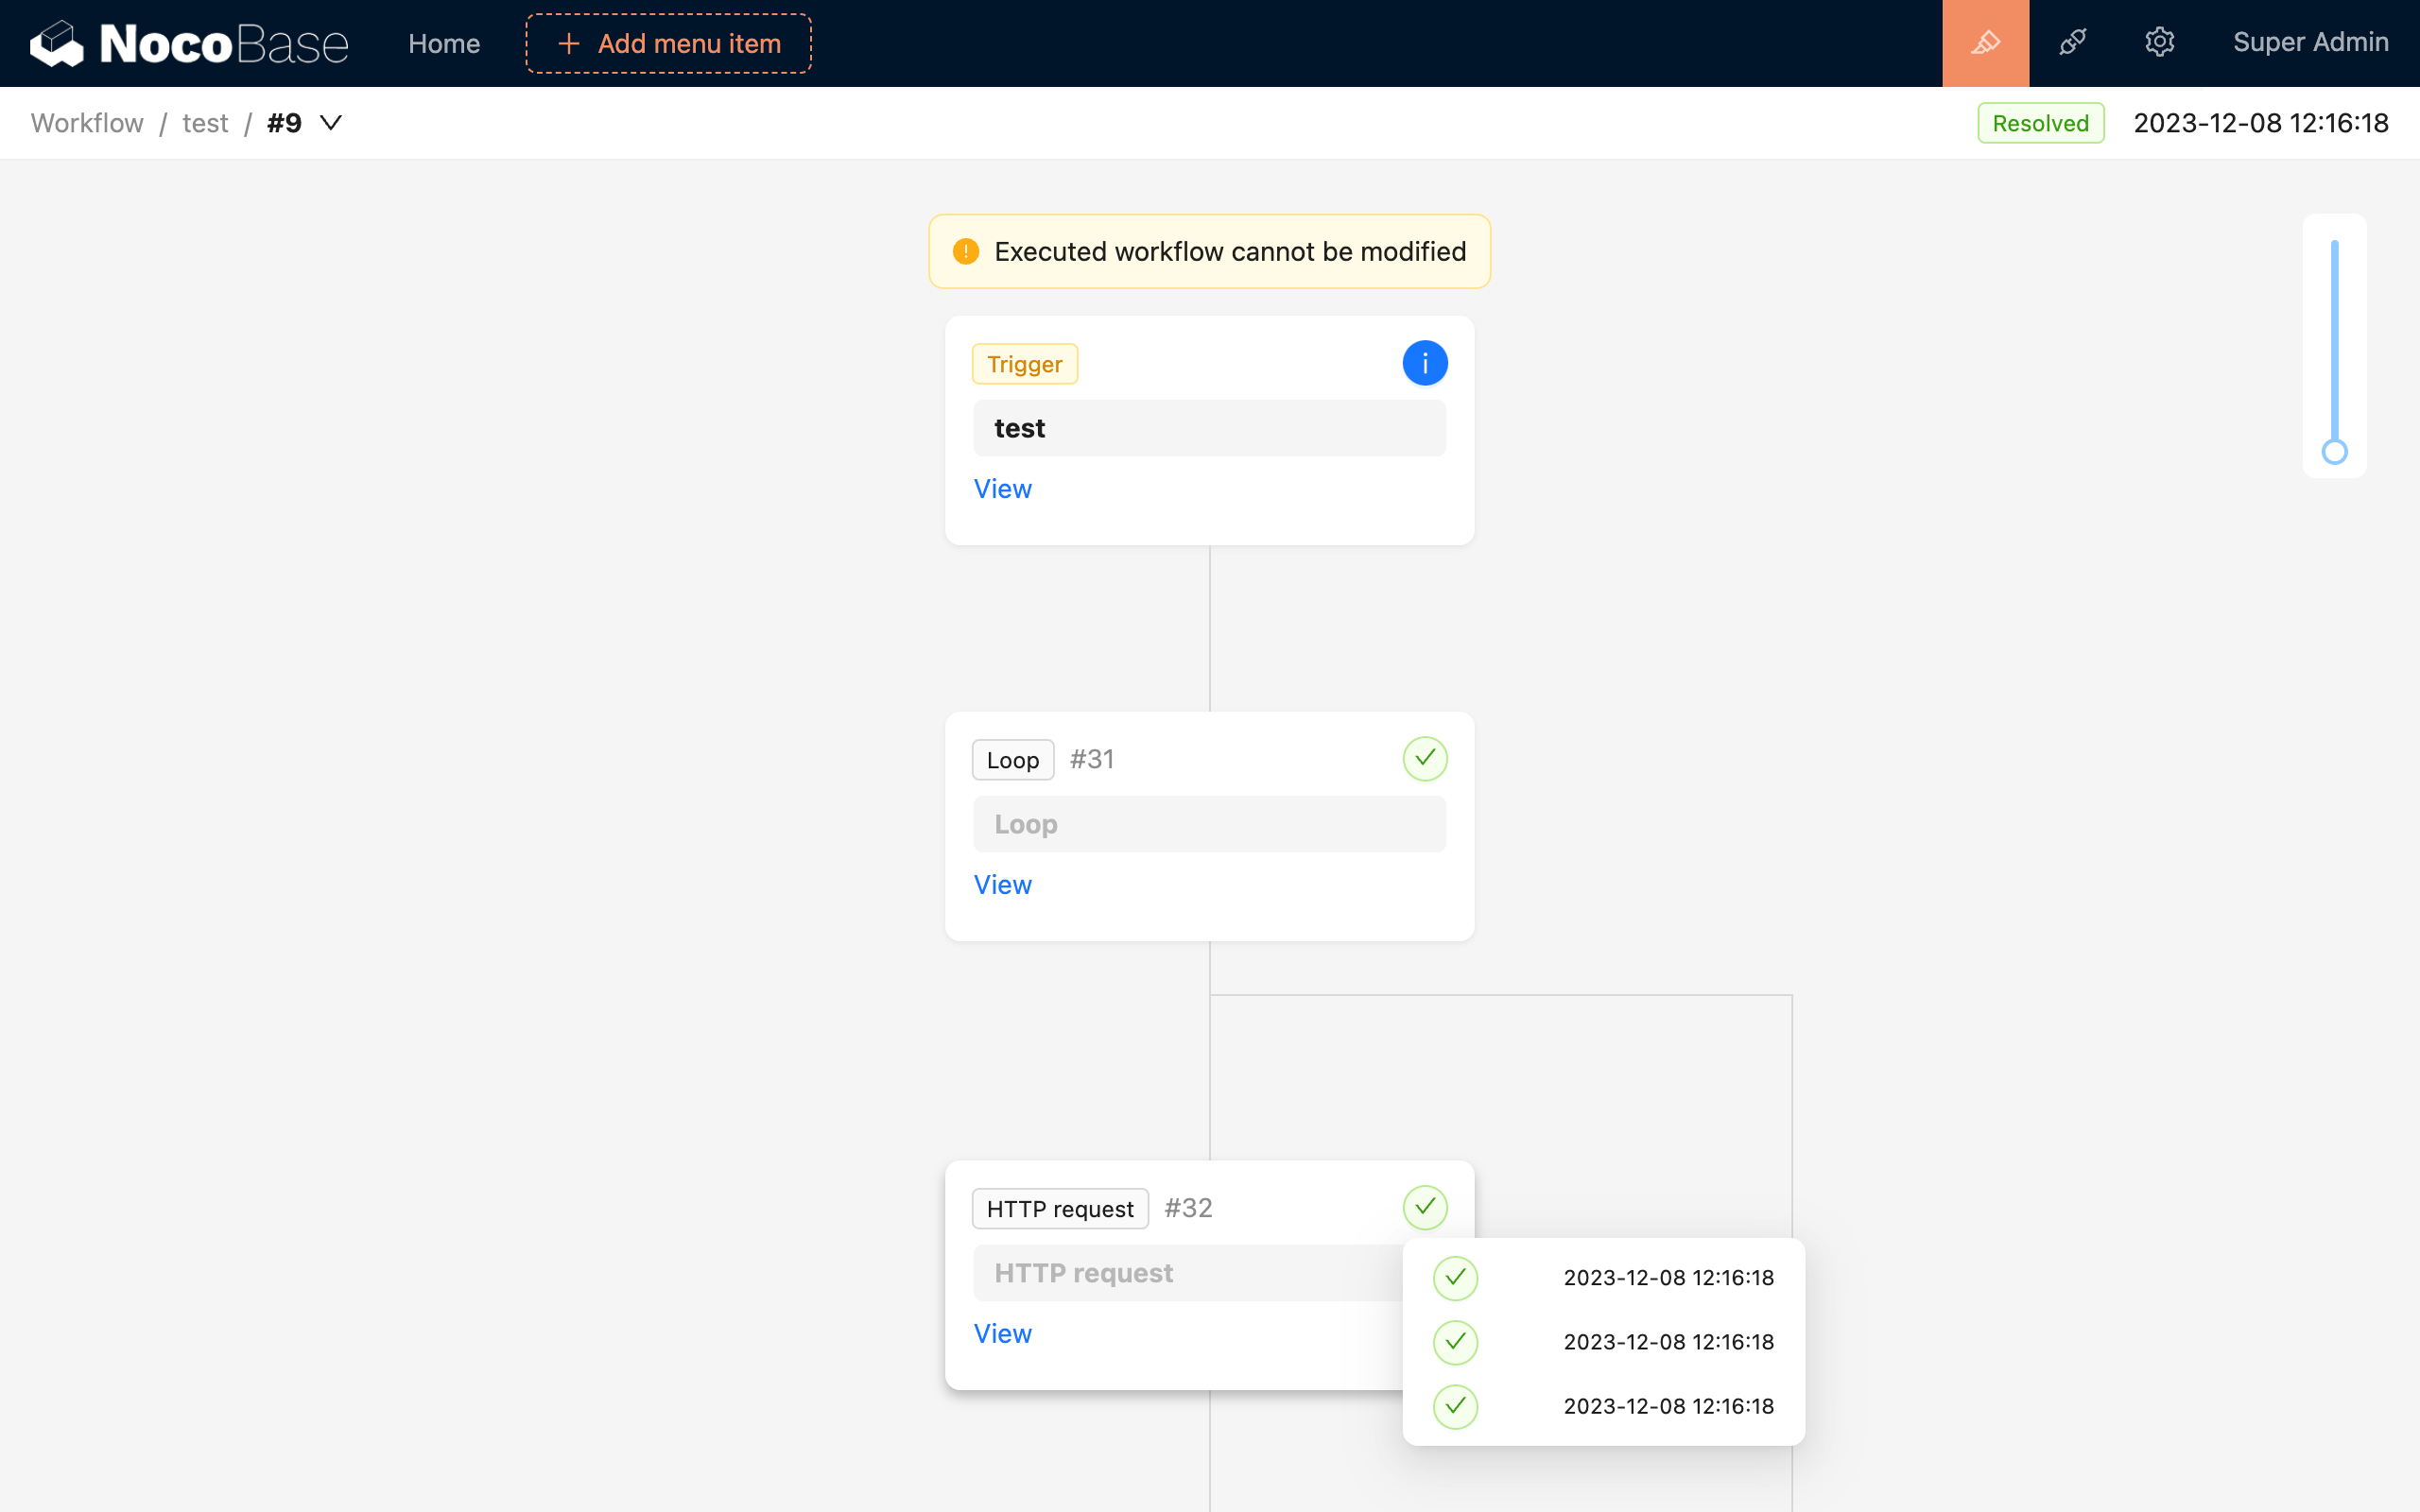 NocoBase Home + Add menu item Super Admin
Workflow / test / #9 Resolved 2023-12-08 12:16:18
Executed workflow cannot be modified
Trigger
test
View
Loop #31
Loop
View
HTTP request #32
HTTP request
View
2023-12-08 12:16:18
2023-12-08 12:16:18
2023-12-08 12:16:18